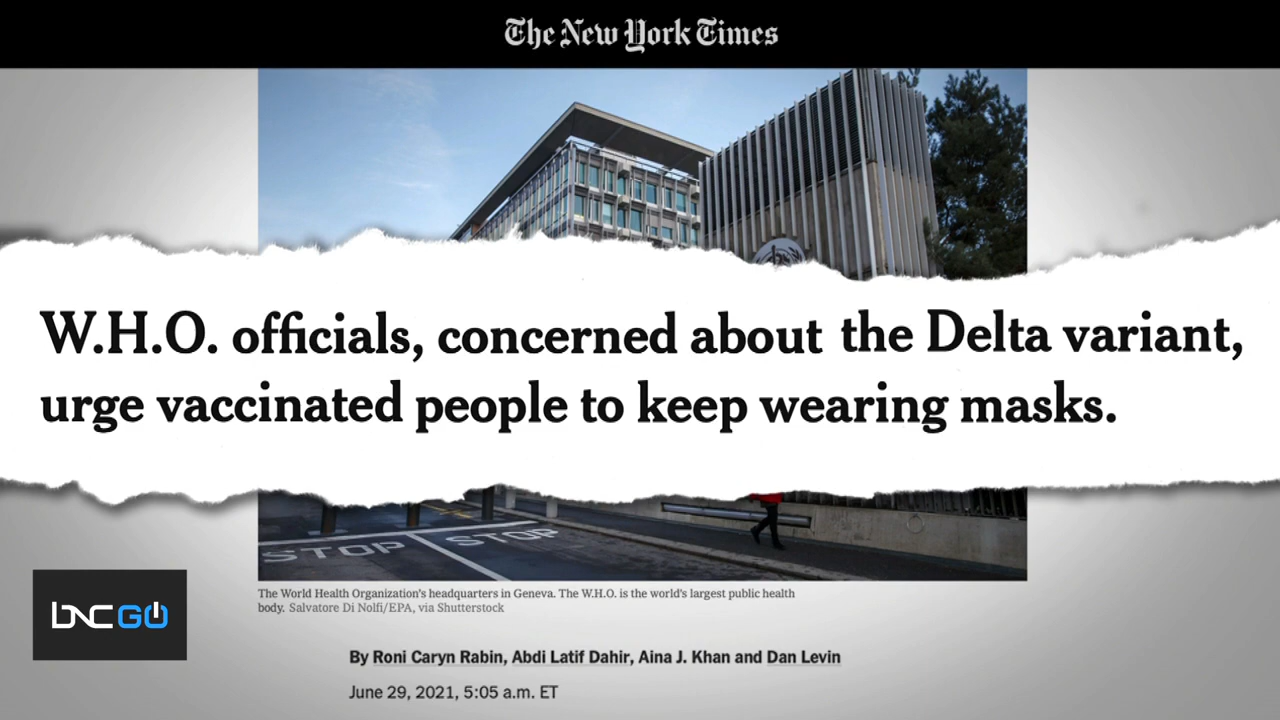 The New York Times
W.H.O. officials, concerned about the Delta variant,
urge vaccinated people to keep wearing masks.
STOP STOP
The World Health Organization's headquarters in Geneva. The W.H.O. is the world's largest public health
body. Salvatore Di Nolfi/EPA, via Shutterstock
BNC GO
By Roni Caryn Rabin, Abdi Latif Dahir, Aina J. Khan and Dan Levin
June 29, 2021, 5:05 a.m. ET